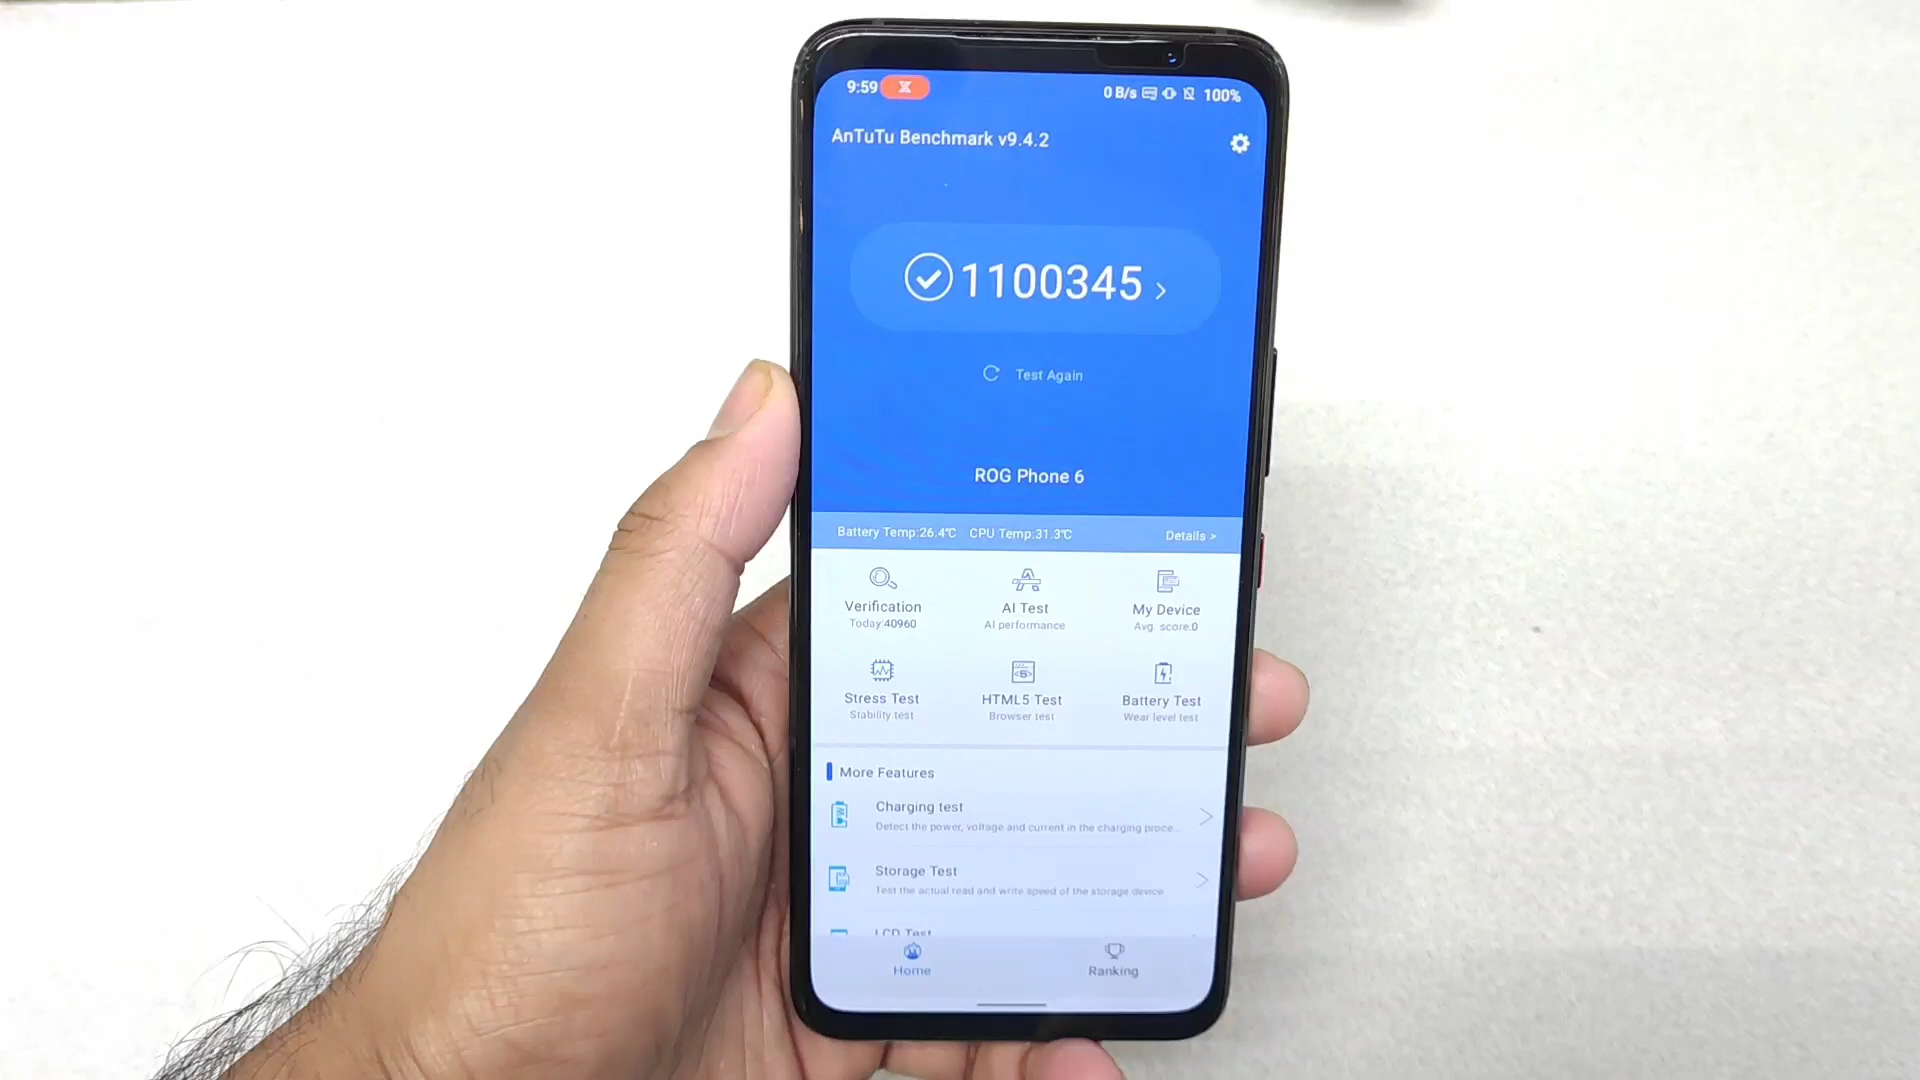 9:59 0 B/s 100%
AnTuTu Benchmark v9.4.2
1100345 >
Test Again
ROG Phone 6
Battery Temp:26.4℃ CPU Temp:31.3℃ Details >
Verification AI Test My Device
Today:40960 AI performance Avg. score:0
Stress Test HTML5 Test Battery Test
Stability test Browser test Wear level test
More Features
Charging test
Detect the power, voltage and current in the charging proce...
Storage Test
Test the actual read and write speed of the storage device
LCD Test
Home Ranking